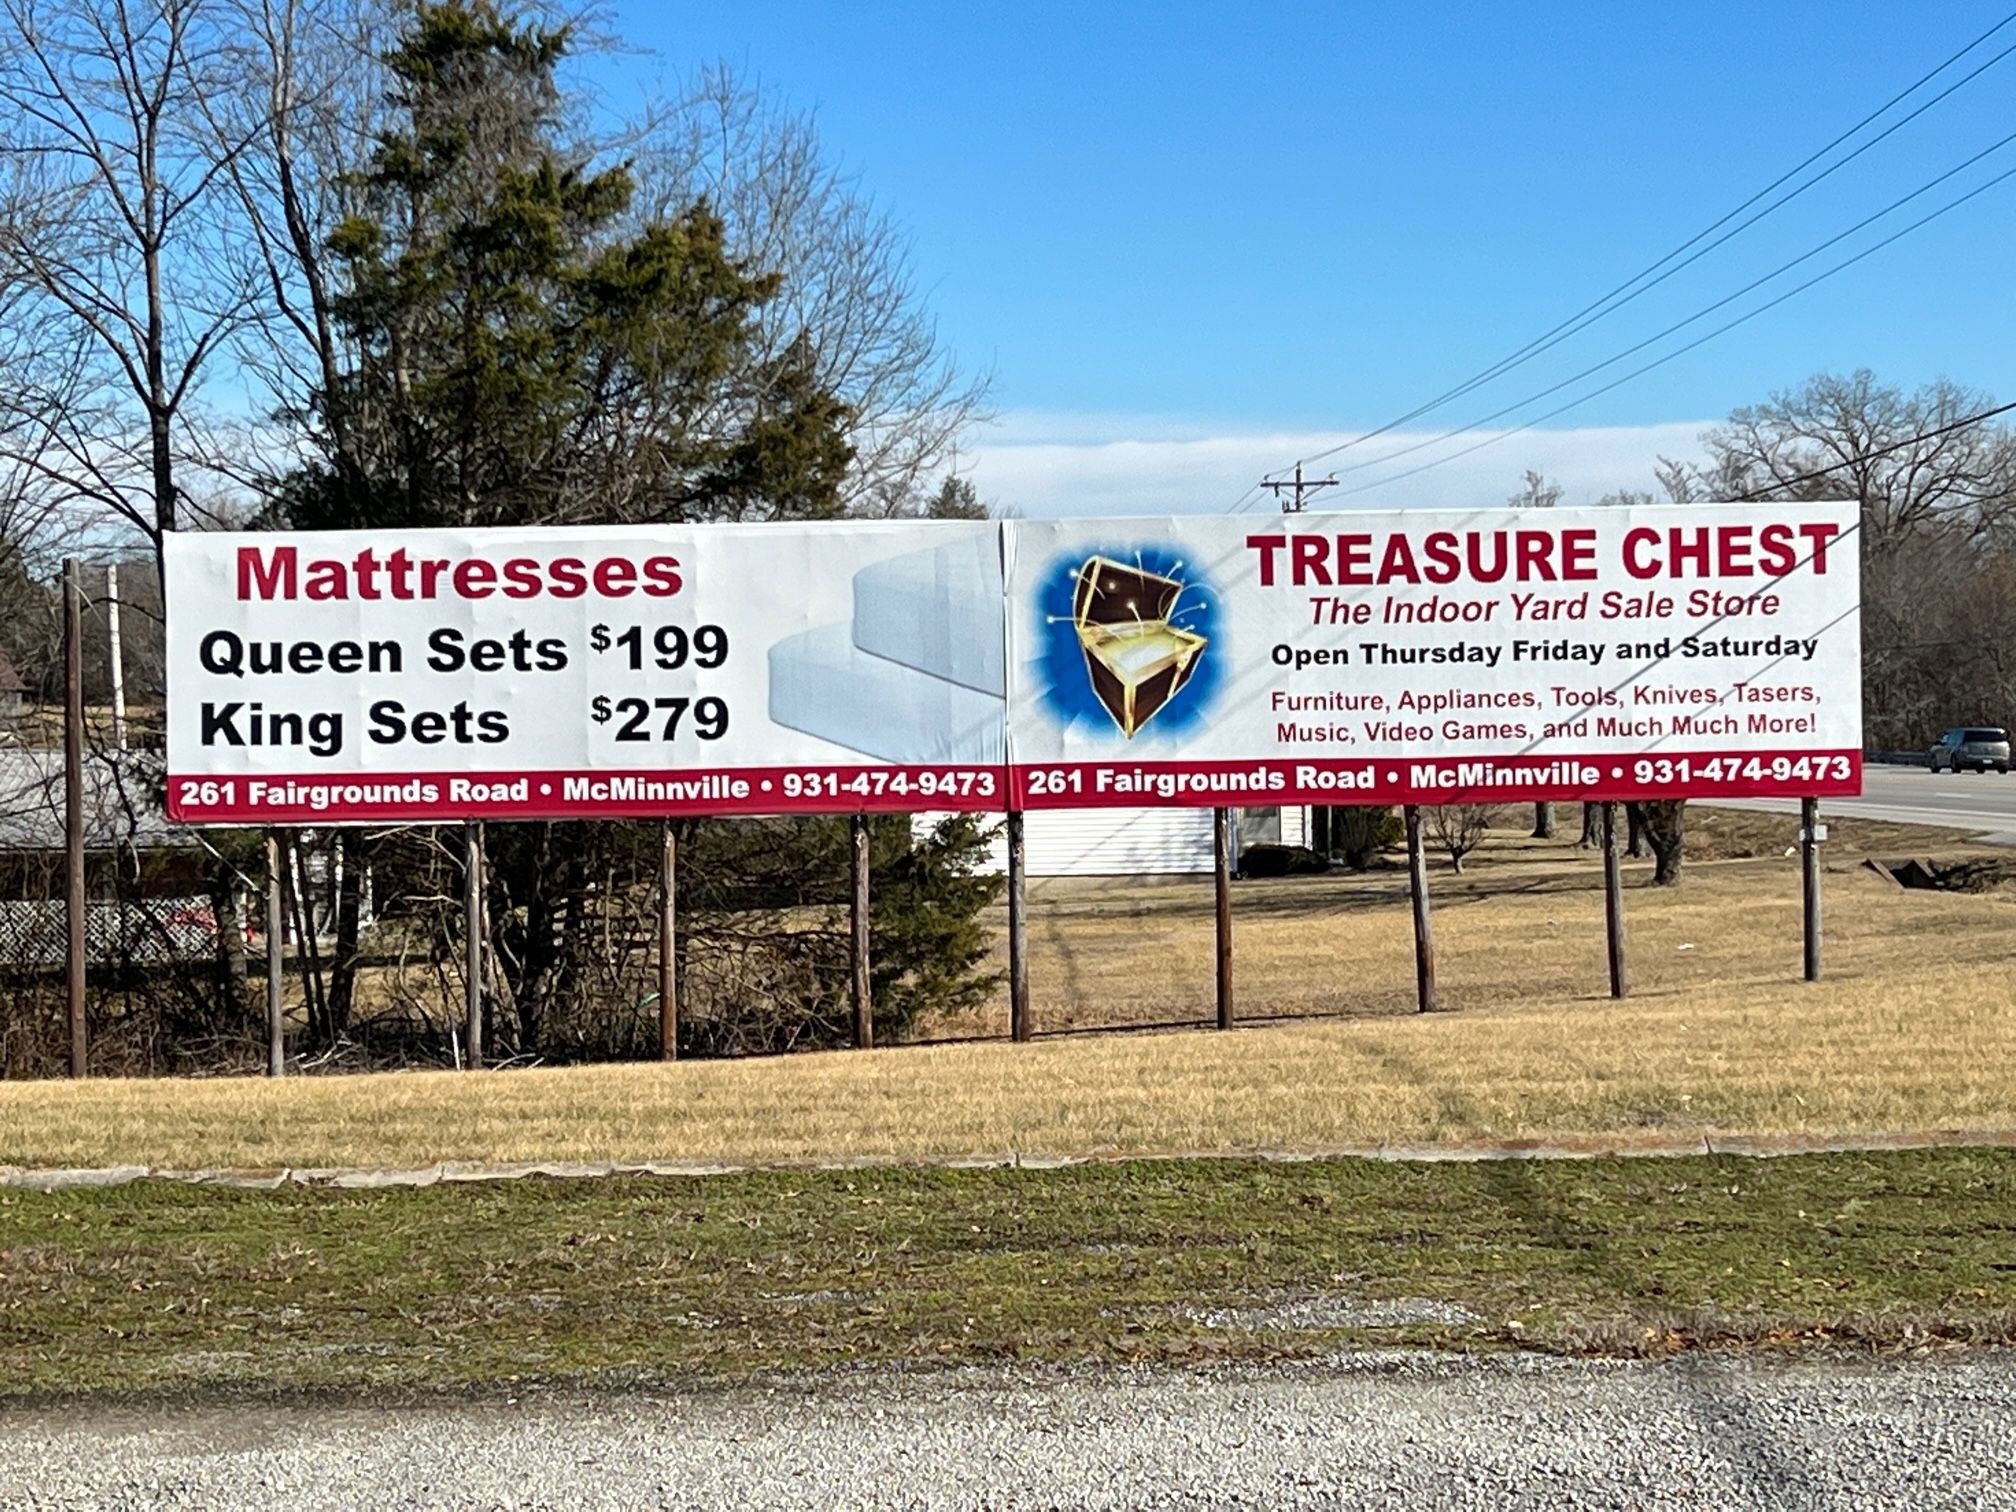 Mattresses
Queen Sets $199
King Sets $279
261 Fairgrounds Road • McMinnville • 931-474-9473
TREASURE CHEST
The Indoor Yard Sale Store
Open Thursday Friday and Saturday
Furniture, Appliances, Tools, Knives, Tasers,
Music, Video Games, and Much Much More!
261 Fairgrounds Road • McMinnville • 931-474-9473